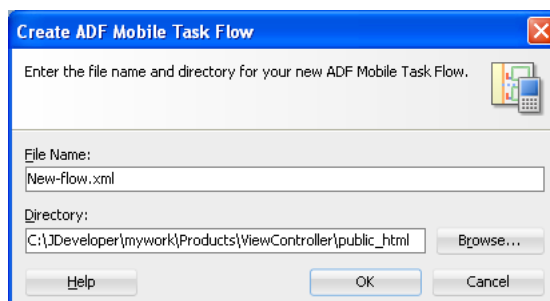 Create ADF Mobile Task Flow
Enter the file name and directory for your new ADF Mobile Task Flow.
File Name:
New-flow.xml
Directory:
C:\JDeveloper\mywork\Products\ViewController\public_html
Browse...
Help
OK
Cancel